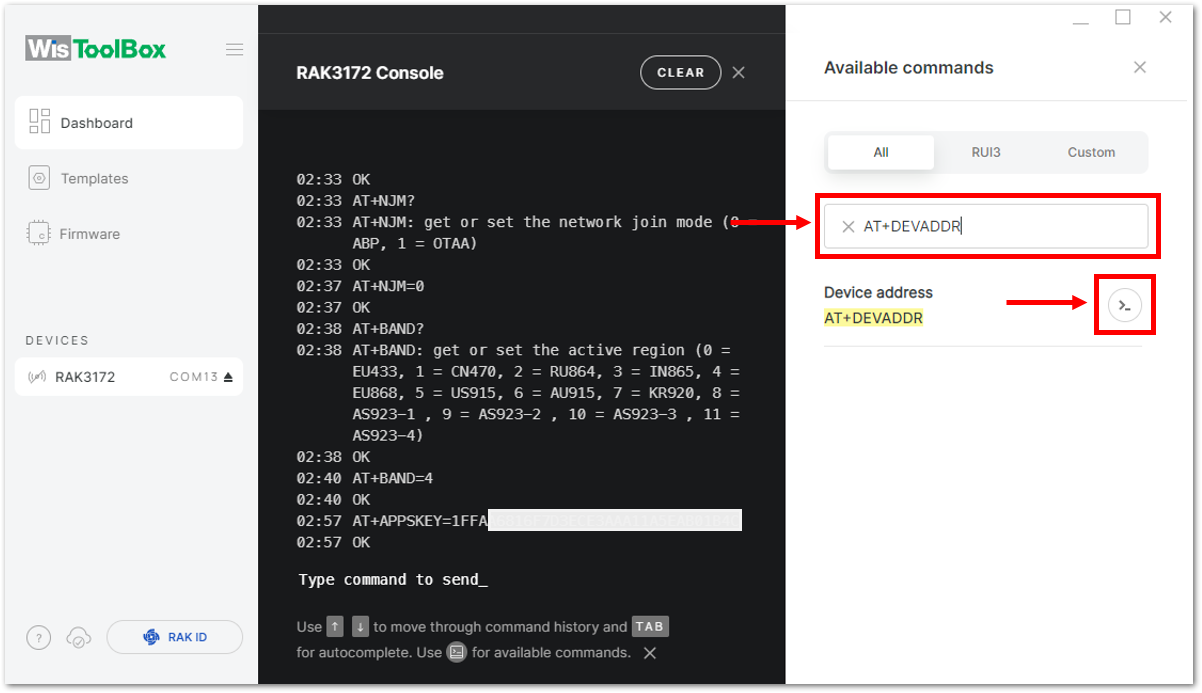 WisToolBox
Dashboard
Templates
Firmware
DEVICES
RAK3172 COM13
?
RAK ID
RAK3172 Console
CLEAR
02:33 OK
02:33 AT+NJM?
02:33 AT+NJM: get or set the network join mode (0 =
ABP, 1 = OTAA)
02:33 OK
02:37 AT+NJM=0
02:37 OK
02:38 AT+BAND?
02:38 AT+BAND: get or set the active region (0 =
EU433, 1 = CN470, 2 = RU864, 3 = IN865, 4 =
EU868, 5 = US915, 6 = AU915, 7 = KR920, 8 =
AS923-1 , 9 = AS923-2 , 10 = AS923-3 , 11 =
AS923-4)
02:38 OK
02:40 AT+BAND=4
02:40 OK
02:57 AT+APPSKEY=1FFA
02:57 OK
Type command to send_
Use ↑ ↓ to move through command history and TAB
for autocomplete. Use for available commands.
Available commands
All RUI3 Custom
AT+DEVADDR
Device address
AT+DEVADDR